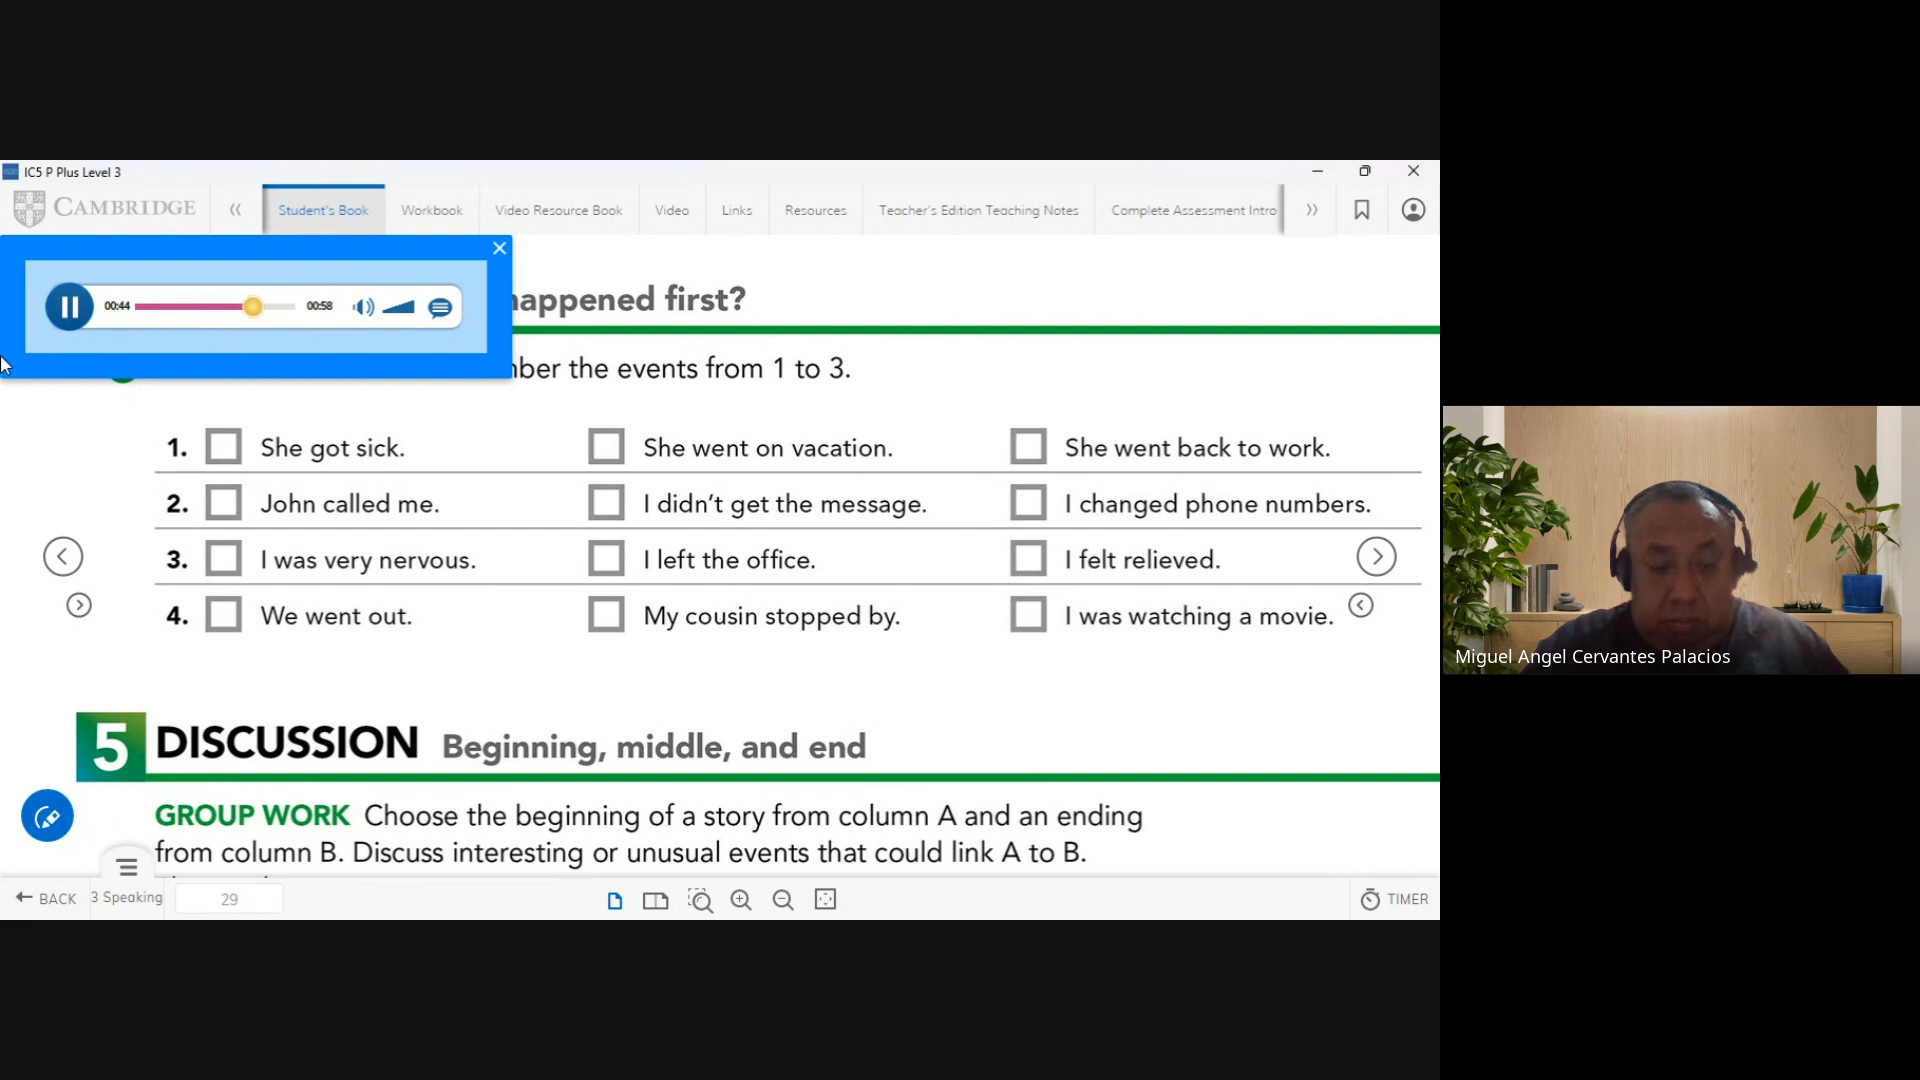 IC5 P Plus Level 3
CAMBRIDGE
Student's Book
Workbook
Video Resource Book
Video
Links
Resources
Teacher's Edition Teaching Notes
Complete Assessment Intro
00:44
00:58
happened first?
nber the events from 1 to 3.
1. She got sick. She went on vacation. She went back to work.
2. John called me. I didn't get the message. I changed phone numbers.
3. I was very nervous. I left the office. I felt relieved.
4. We went out. My cousin stopped by. I was watching a movie.
5 DISCUSSION Beginning, middle, and end
GROUP WORK Choose the beginning of a story from column A and an ending
from column B. Discuss interesting or unusual events that could link A to B.
BACK
3 Speaking
29
TIMER
Miguel Angel Cervantes Palacios